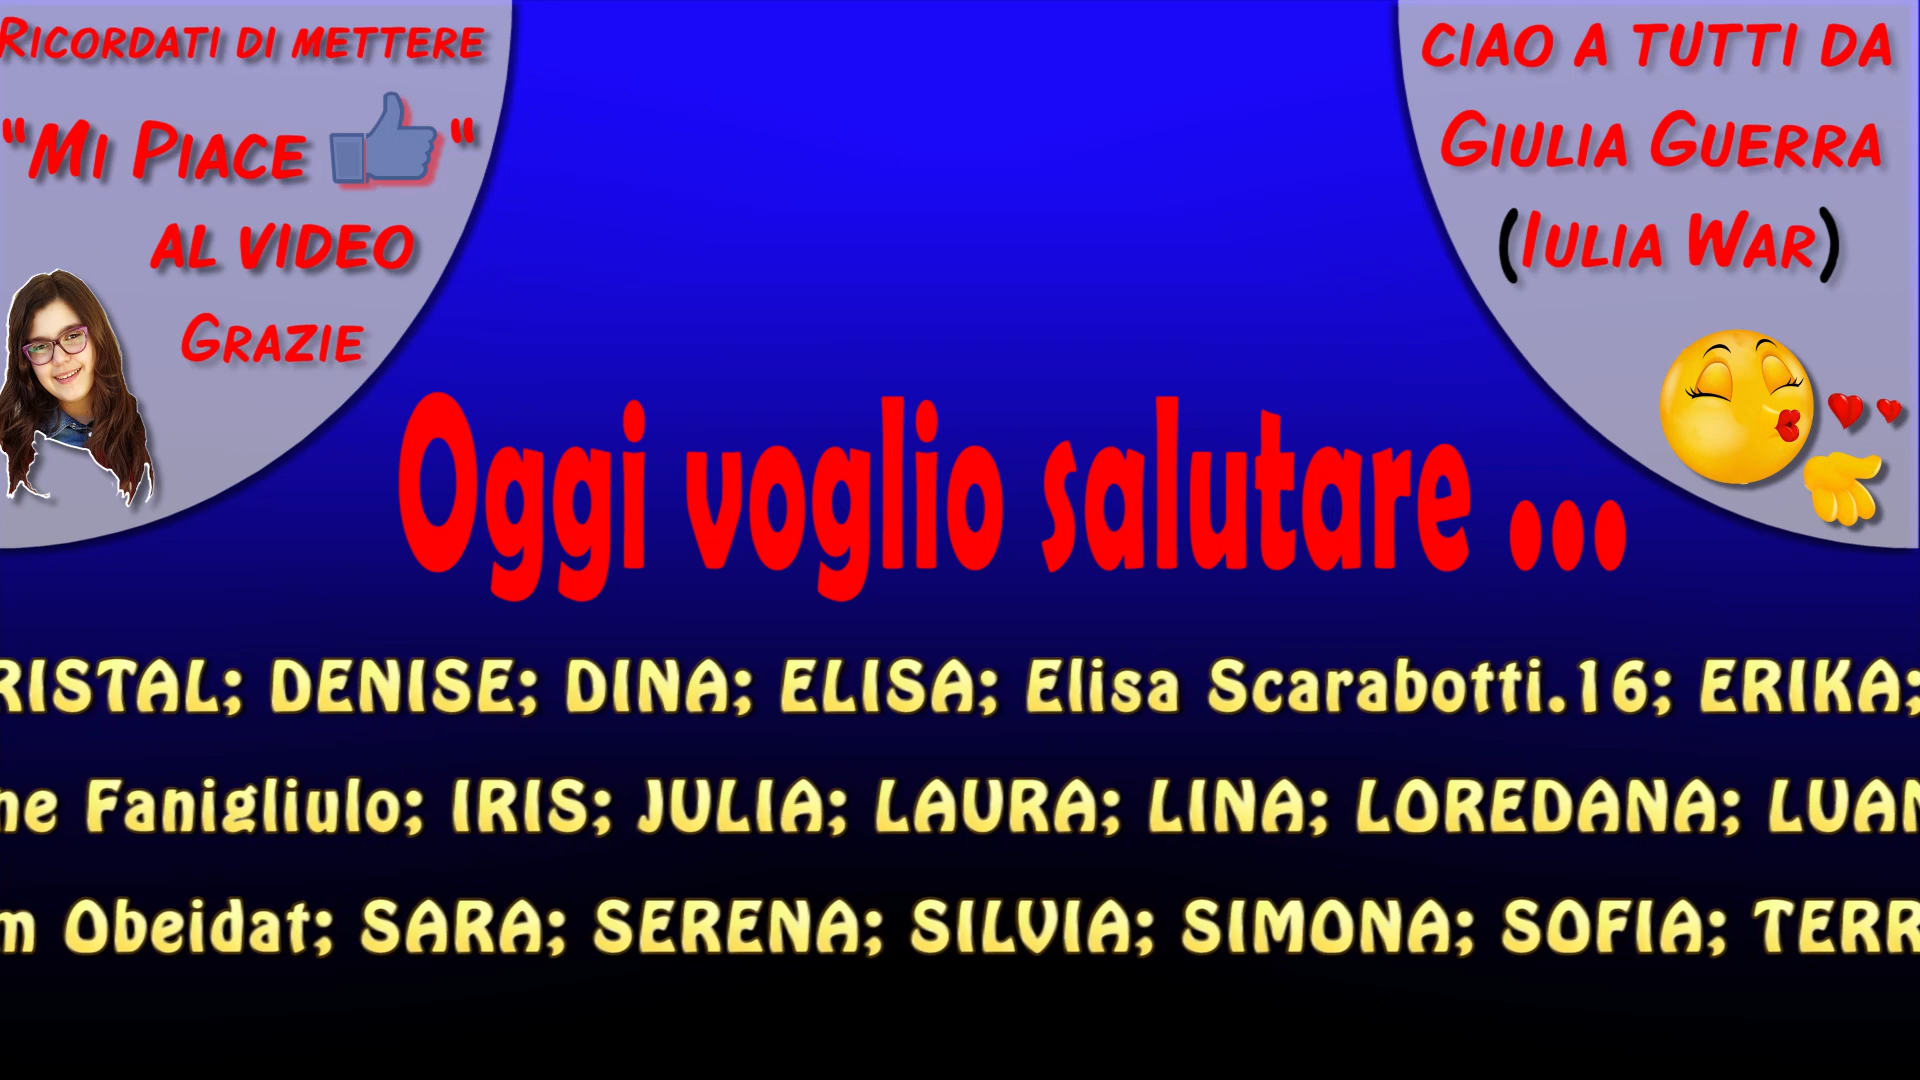 Ricordati di mettere
"Mi Piace "
al video
Grazie
ciao a tutti da
Giulia Guerra
(Iulia War)
Oggi voglio salutare ...
RISTAL; DENISE; DINA; ELISA; Elisa Scarabotti.16; ERIKA;
ne Fanigliulo; IRIS; JULIA; LAURA; LINA; LOREDANA; LUAN
m Obeidat; SARA; SERENA; SILVIA; SIMONA; SOFIA; TERR